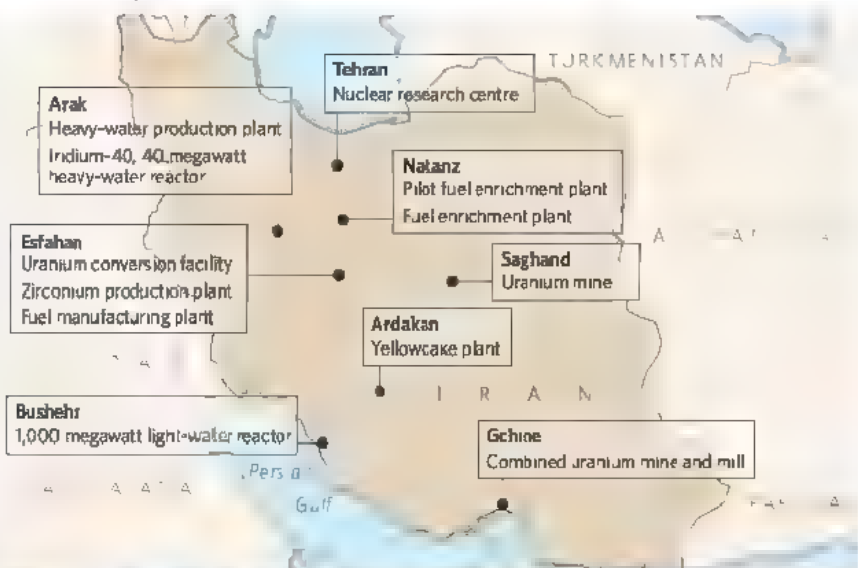 Tehran
Nuclear research centre
TURKMENISTAN
Arak
Heavy-water production plant
Iridium-40, 40 megawatt
heavy-water reactor
Natanz
Pilot fuel enrichment plant
Fuel enrichment plant
Esfahan
Uranium conversion facility
Zirconium production plant
Fuel manufacturing plant
Saghand
Uranium mine
Ardakan
Yellowcake plant
I R A N
Bushehr
1,000 megawatt light-water reactor
Gchine
Combined uranium mine and mill
Gulf